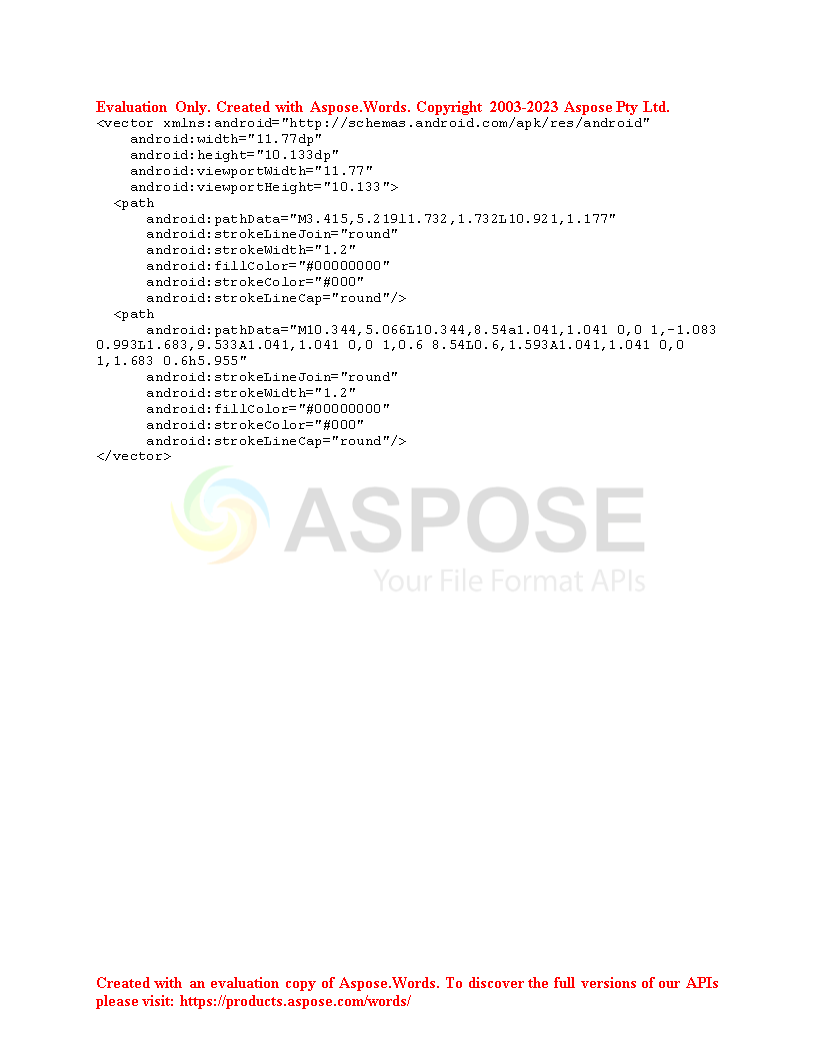 Evaluation Only. Created with Aspose.Words. Copyright 2003-2023 Aspose Pty Ltd.
<vector xmlns:android="http://schemas.android.com/apk/res/android"
    android:width="11.77dp"
    android:height="10.133dp"
    android:viewportWidth="11.77"
    android:viewportHeight="10.133">
  <path
      android:pathData="M3.415,5.219l1.732,1.732L10.921,1.177"
      android:strokeLineJoin="round"
      android:strokeWidth="1.2"
      android:fillColor="#00000000"
      android:strokeColor="#000"
      android:strokeLineCap="round"/>
  <path
      android:pathData="M10.344,5.066L10.344,8.54a1.041,1.041 0,0 1,-1.083
0.993L1.683,9.533A1.041,1.041 0,0 1,0.6 8.54L0.6,1.593A1.041,1.041 0,0
1,1.683 0.6h5.955"
      android:strokeLineJoin="round"
      android:strokeWidth="1.2"
      android:fillColor="#00000000"
      android:strokeColor="#000"
      android:strokeLineCap="round"/>
</vector>
ASPOSE
Your File Format APIs
Created with an evaluation copy of Aspose.Words. To discover the full versions of our APIs
please visit: https://products.aspose.com/words/